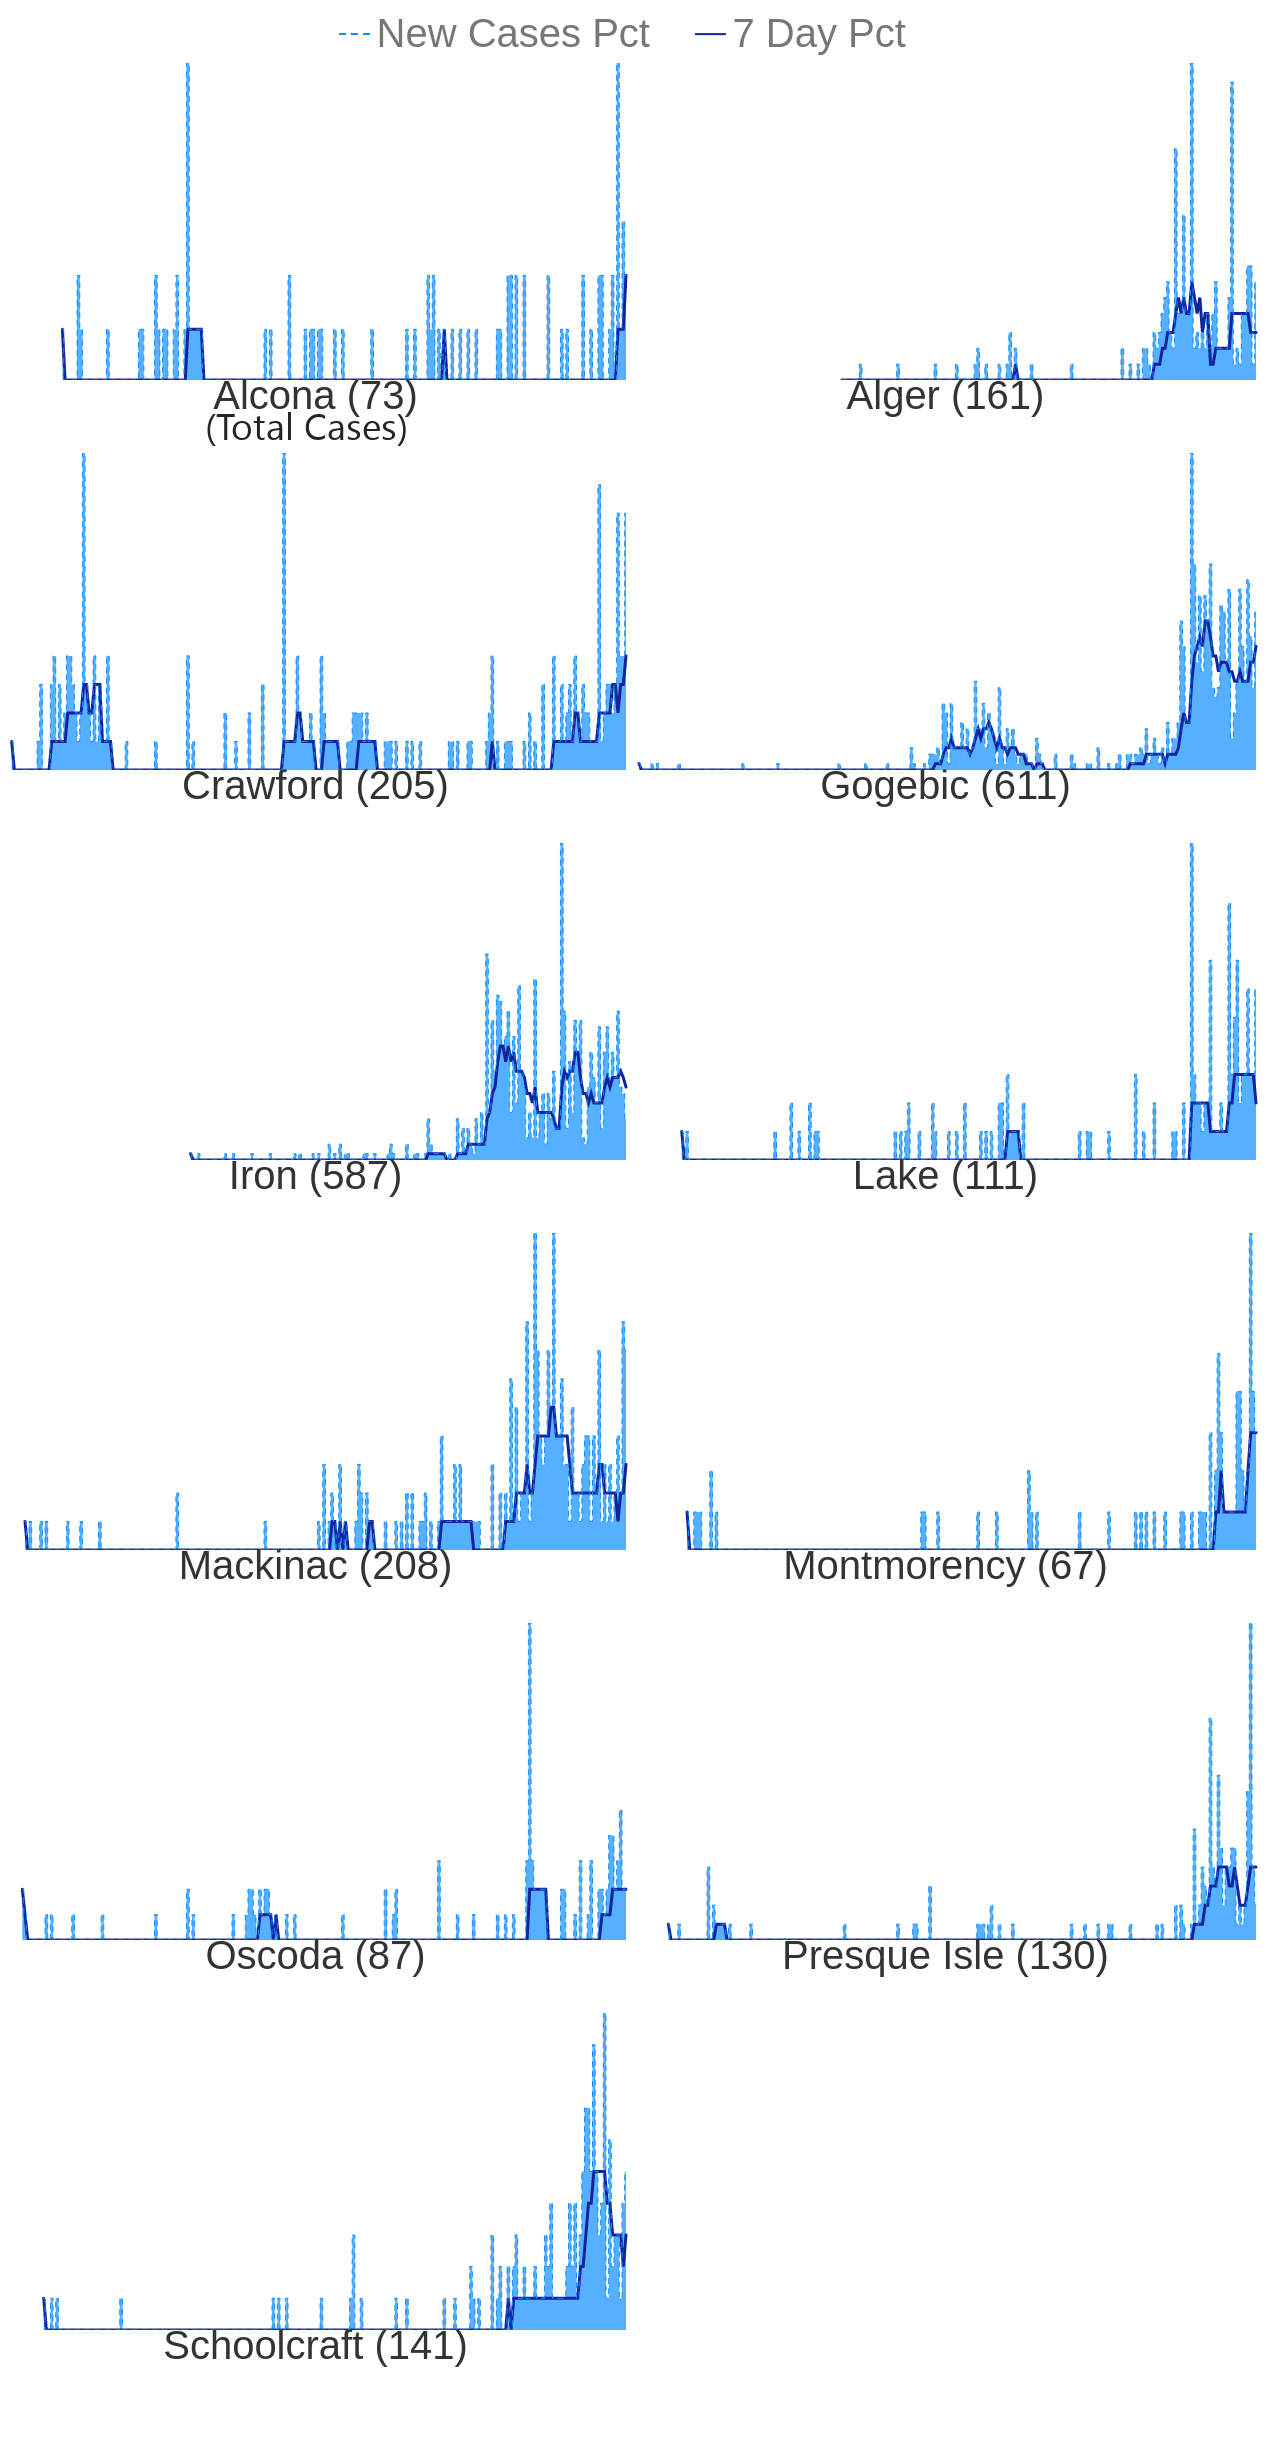 New Cases Pct 7 Day Pct
Alcona (73) Alger (161)
(Total Cases)
Crawford (205) Gogebic (611)
Iron (587) Lake (111)
Mackinac (208) Montmorency (67)
Oscoda (87) Presque Isle (130)
Schoolcraft (141)